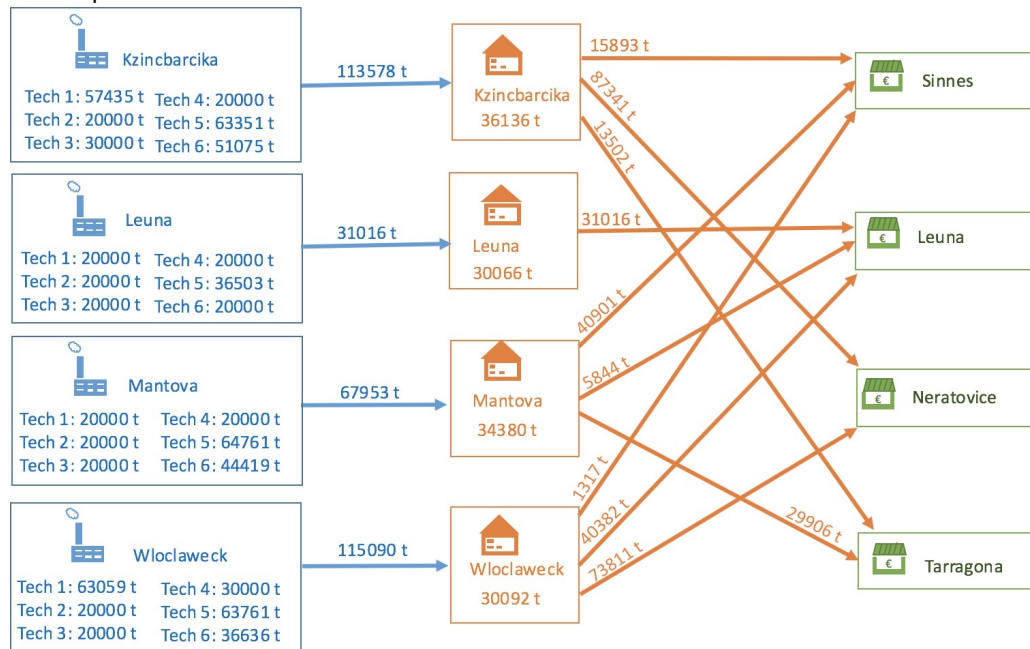 Kzincbarcika
Tech 1: 57435 t Tech 4: 20000 t
Tech 2: 20000 t Tech 5: 63351 t
Tech 3: 30000 t Tech 6: 51075 t
113578 t
Kzincbarcika
36136 t
15893 t
87341 t
13502 t
€
Sinnes
Leuna
Tech 1: 20000 t Tech 4: 20000 t
Tech 2: 20000 t Tech 5: 36503 t
Tech 3: 20000 t Tech 6: 20000 t
31016 t
Leuna
30066 t
31016 t
€
Leuna
Mantova
Tech 1: 20000 t Tech 4: 20000 t
Tech 2: 20000 t Tech 5: 64761 t
Tech 3: 20000 t Tech 6: 44419 t
67953 t
Mantova
34380 t
40901 t
5844 t
29906 t
€
Neratovice
Wloclaweck
Tech 1: 63059 t Tech 4: 30000 t
Tech 2: 20000 t Tech 5: 63761 t
Tech 3: 20000 t Tech 6: 36636 t
115090 t
Wloclaweck
30092 t
1317 t
40382 t
73811 t
€
Tarragona